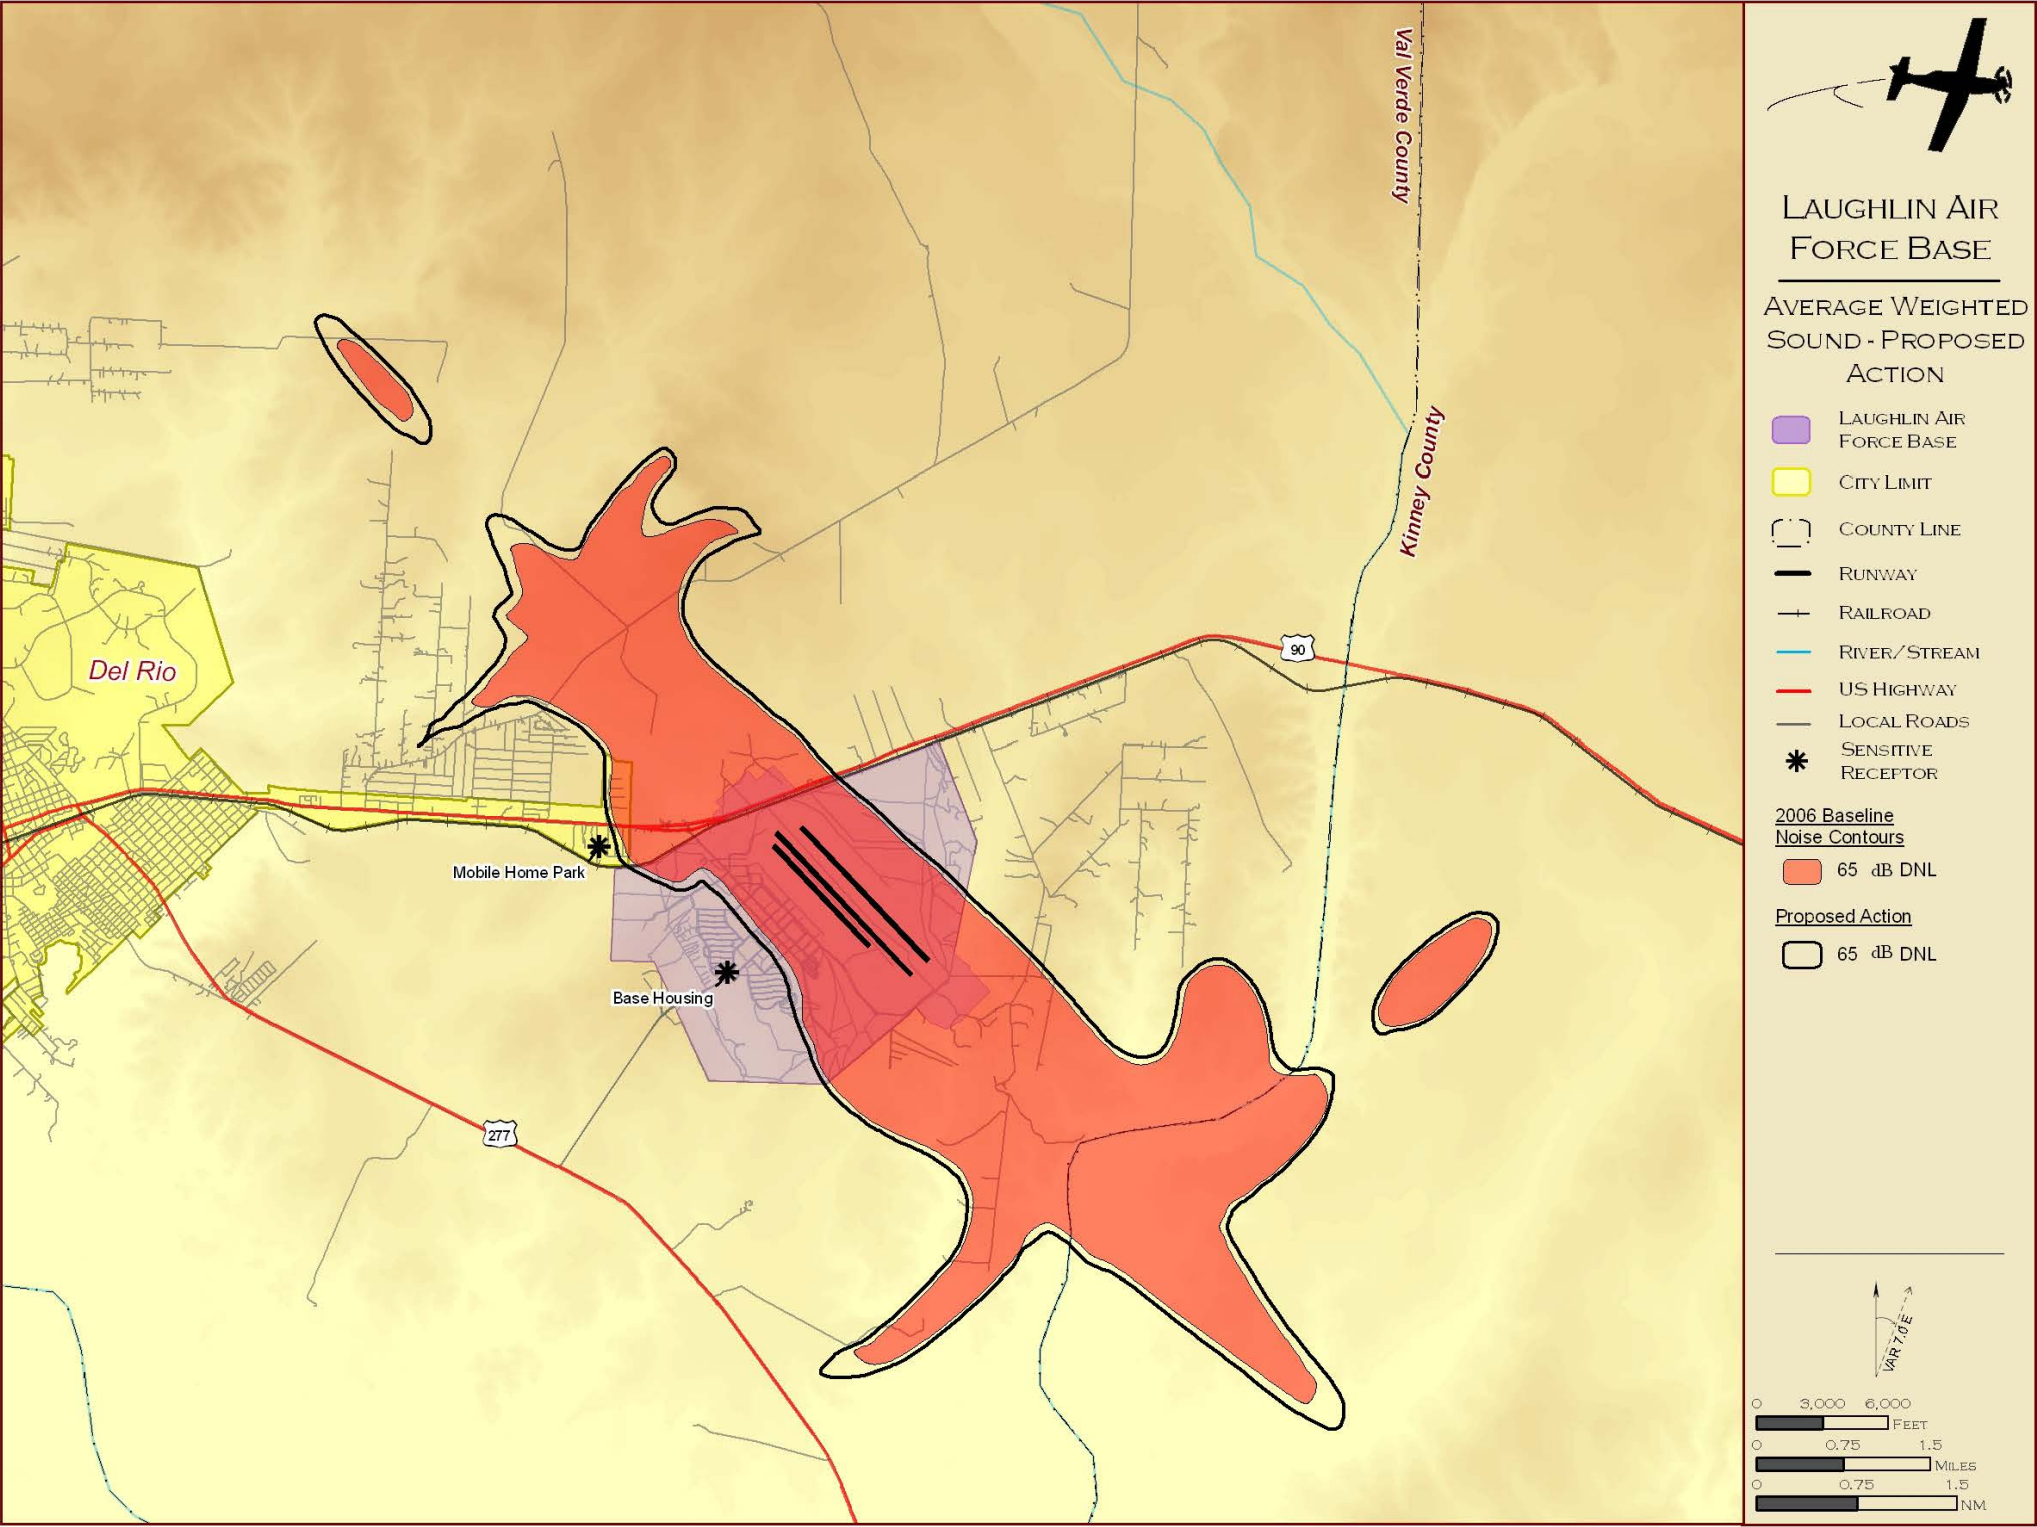 Val Verde County
Kinney County
Del Rio
90
Mobile Home Park
Base Housing
277
LAUGHLIN AIR
FORCE BASE
AVERAGE WEIGHTED
SOUND - PROPOSED
ACTION
LAUGHLIN AIR
FORCE BASE
CITY LIMIT
COUNTY LINE
RUNWAY
RAILROAD
RIVER/STREAM
US HIGHWAY
LOCAL ROADS
SENSITIVE
RECEPTOR
2006 Baseline
Noise Contours
65 dB DNL
Proposed Action
65 dB DNL
VAR 7.0 E
0 3,000 6,000
FEET
0 0.75 1.5
MILES
0 0.75 1.5
NM